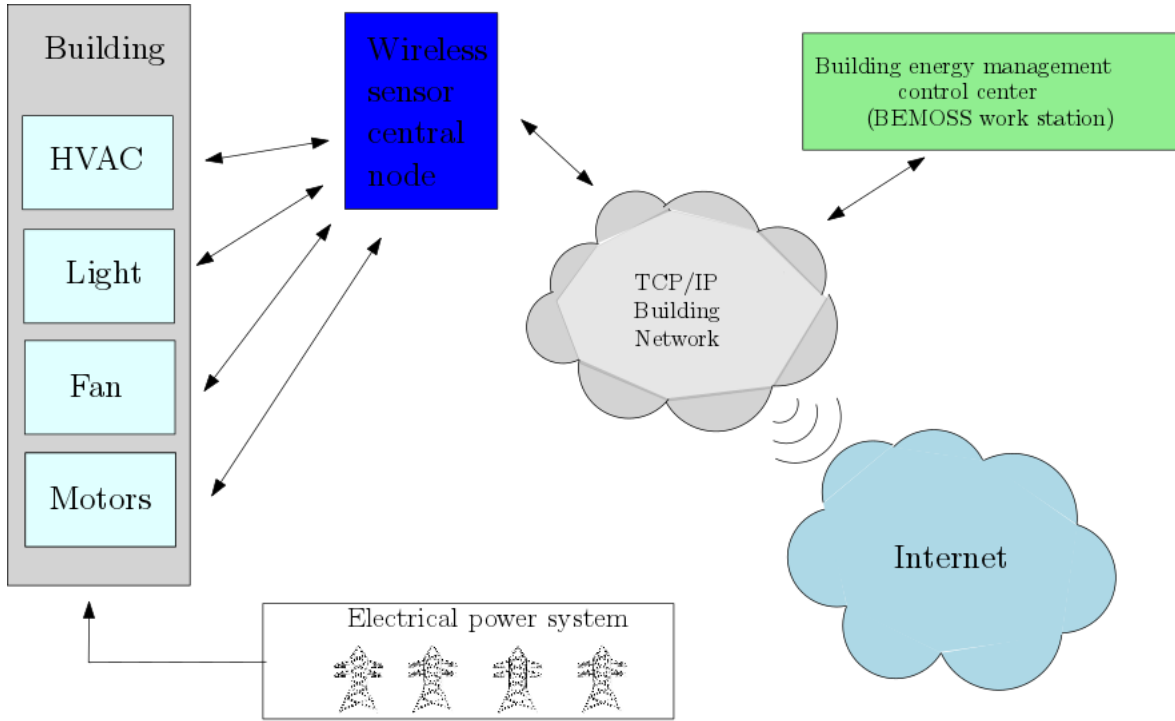 Building
HVAC
Light
Fan
Motors
Wireless
sensor
central
node
Building energy management
control center
(BEMOSS work station)
TCP/IP
Building
Network
Internet
Electrical power system